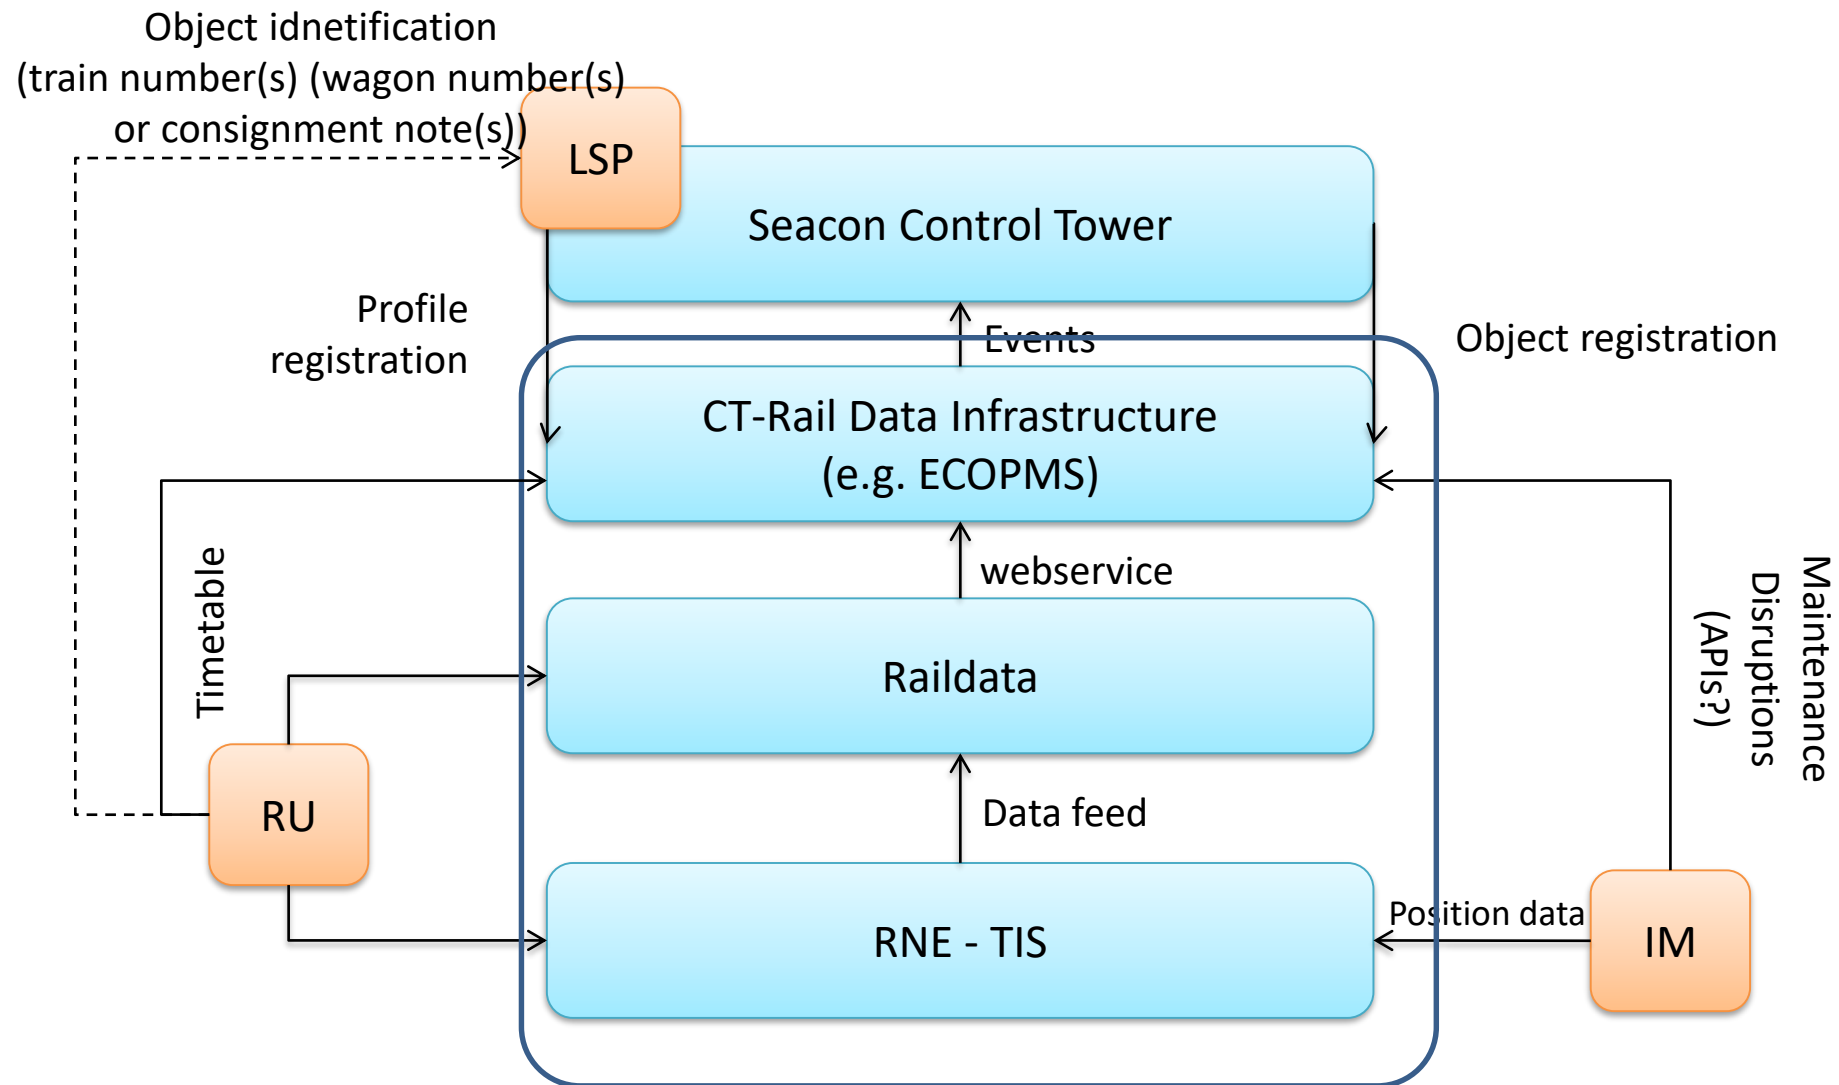 Object idnetification
(train number(s) (wagon number(s)
or consignment note(s))
LSP
Seacon Control Tower
Profile
registration
Events
Object registration
CT-Rail Data Infrastructure
(e.g. ECOPMS)
Timetable
webservice
Maintenance
Disruptions
(APIs?)
Raildata
RU
Data feed
Position data
RNE - TIS
IM